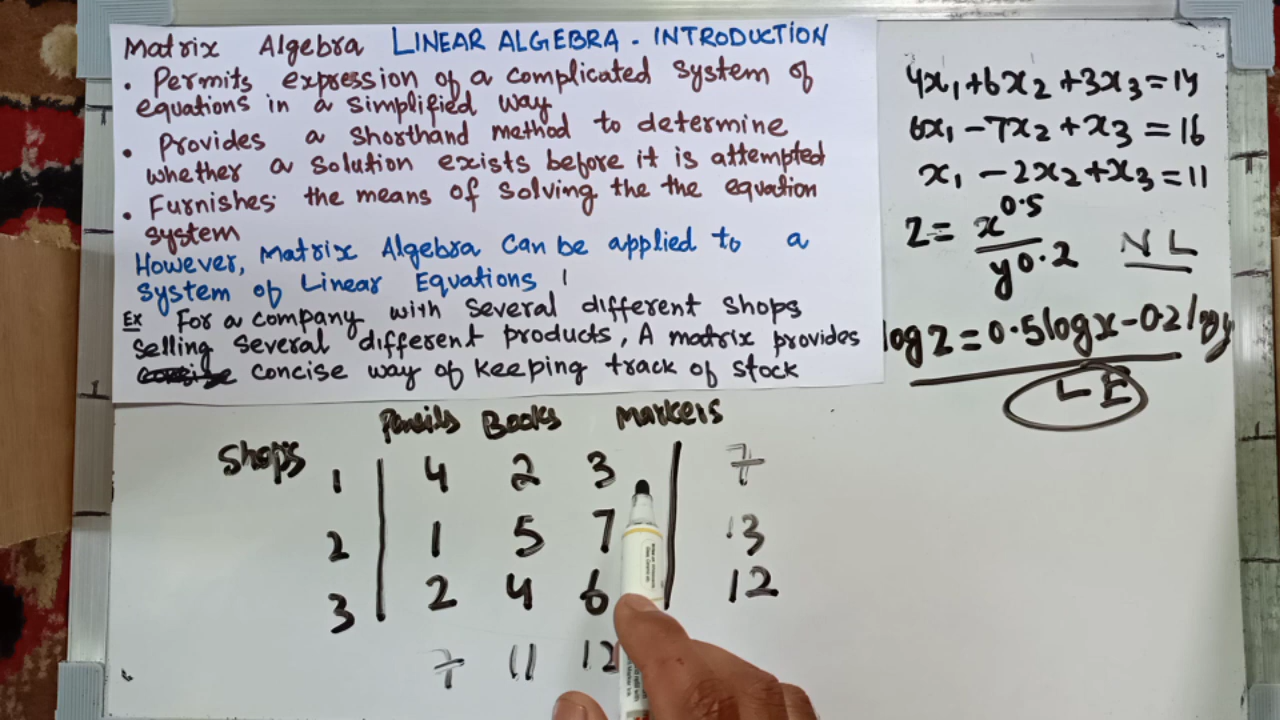 Matrix Algebra LINEAR ALGEBRA - INTRODUCTION
• Permits expression of a complicated system of
equations in a simplified way
• Provides a shorthand method to determine
whether a solution exists before it is attempted
• Furnishes the means of solving the the equation
system
However, Matrix Algebra Can be applied to a
System of Linear Equations
Ex For a company with several different shops
selling several different products, A matrix provides
concise way of keeping track of stock
6x₁ - 7x₂ + x₃ = 16
x₁ - 2x₂ + x₃ = 11
z = x^0.5 / y^0.2 NL
log z = 0.5 log x - 0.2 log y
LE
Pencils Books Markers
Shops
1 4 2 3 7
2 1 5 7 13
3 2 4 6 12
7 11 12